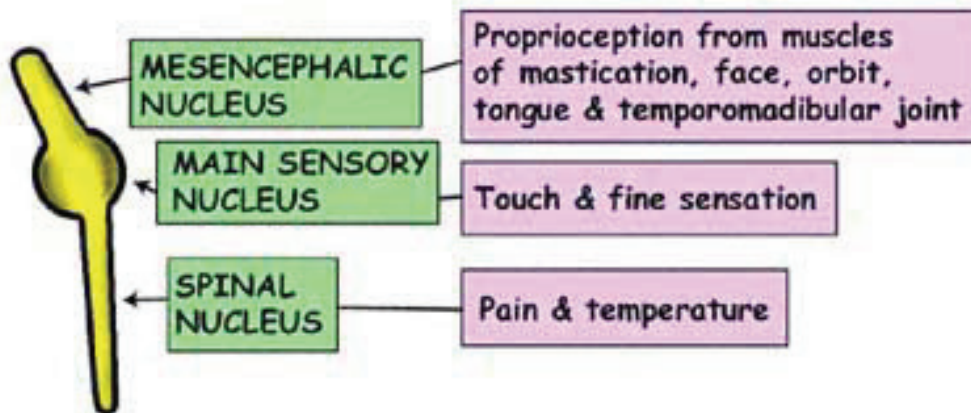 MESENCEPHALIC
NUCLEUS
Proprioception from muscles
of mastication, face, orbit,
tongue & temporomadibular joint
MAIN SENSORY
NUCLEUS
Touch & fine sensation
SPINAL
NUCLEUS
Pain & temperature